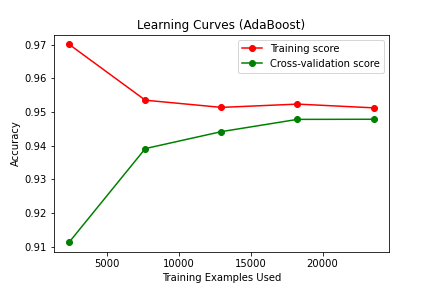 Learning Curves (AdaBoost)
Training score
Cross-validation score
Accuracy
0.97
0.96
0.95
0.94
0.93
0.92
0.91
5000 10000 15000 20000
Training Examples Used